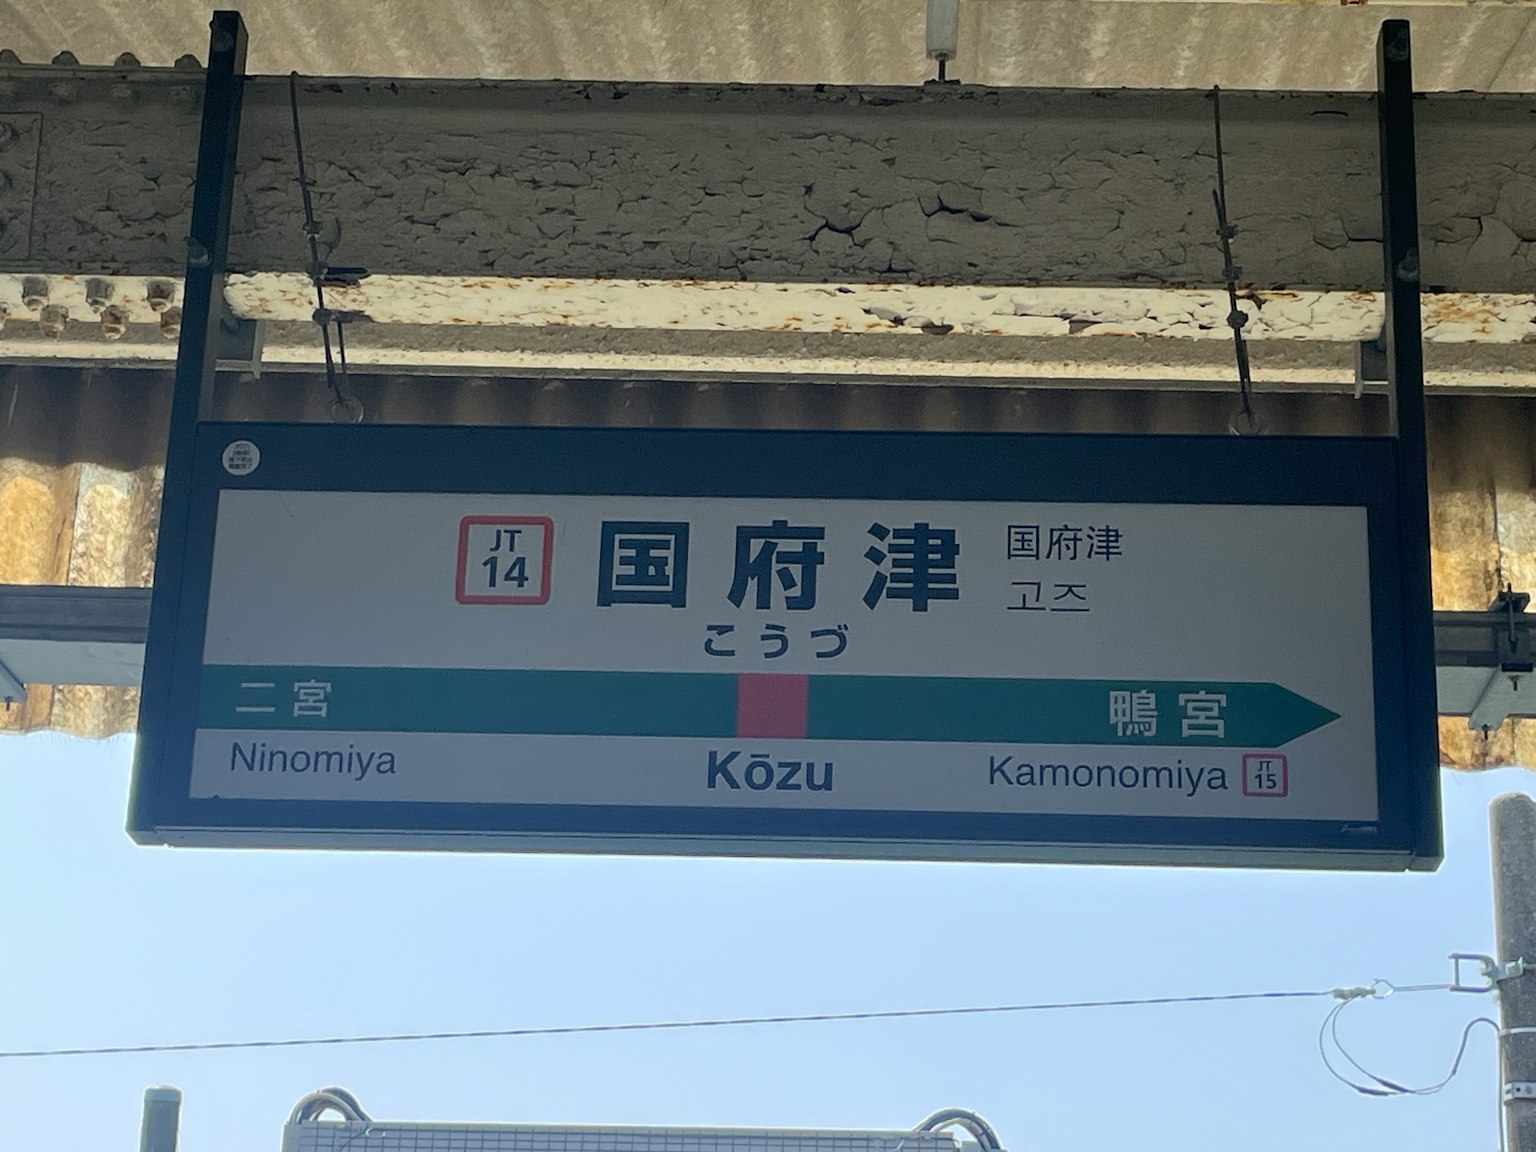 JT
14
国府津
国府津
고즈
こうづ
二宮
鴨宮
Ninomiya
Kōzu
Kamonomiya
JT
15